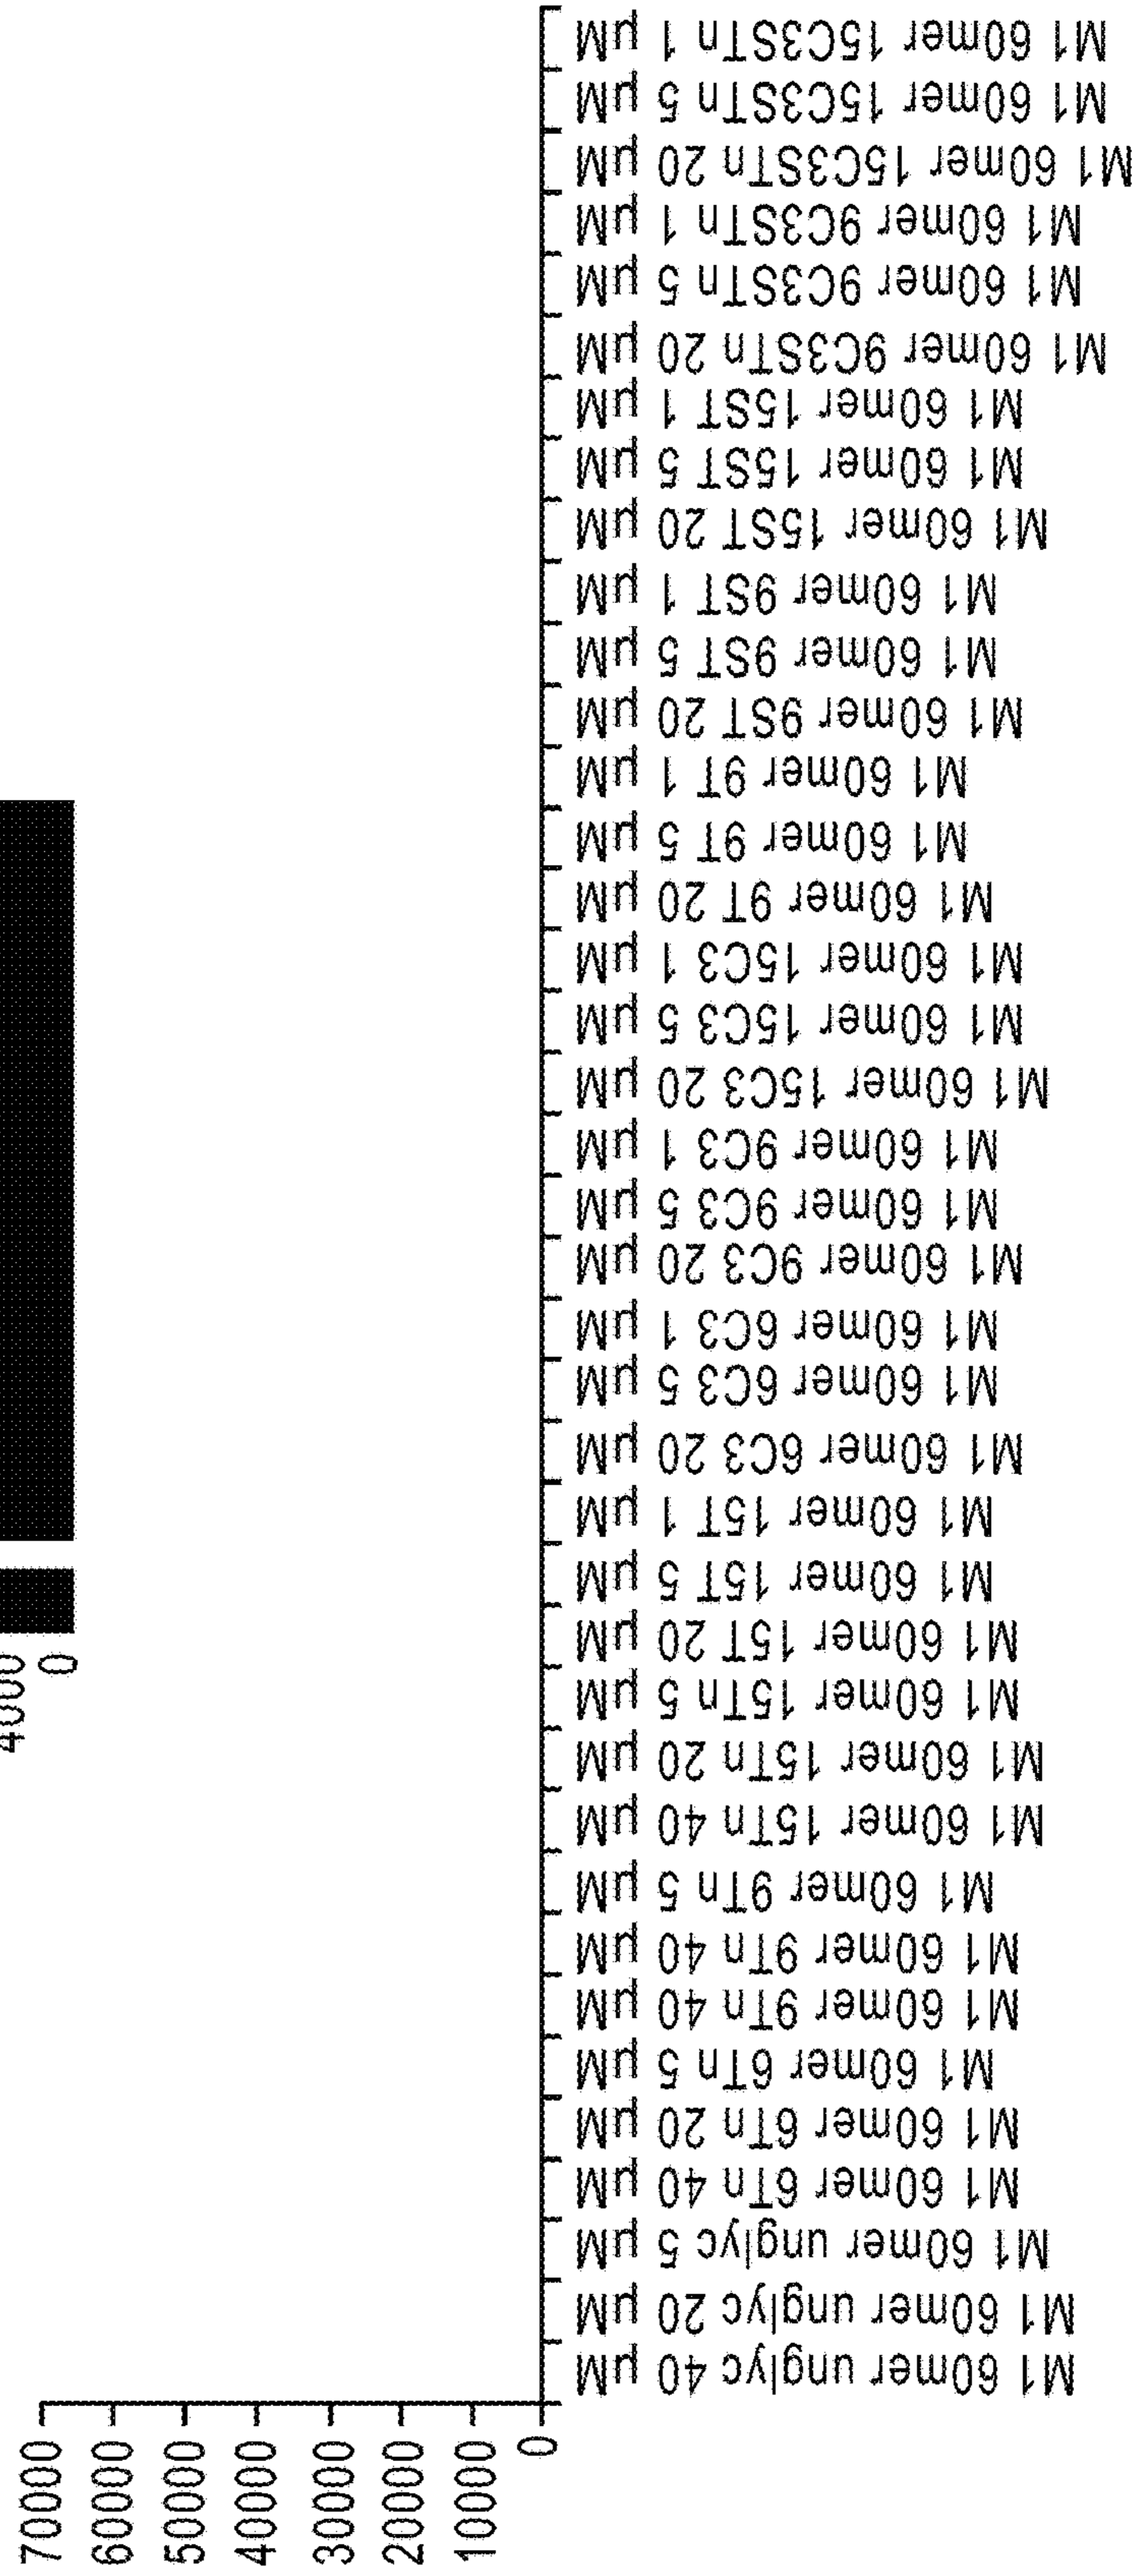 4000
0
70000
60000
50000
40000
30000
20000
10000
0
M1 60mer unglyc 40 µM
M1 60mer unglyc 20 µM
M1 60mer unglyc 5 µM
M1 60mer 6Tn 40 µM
M1 60mer 6Tn 20 µM
M1 60mer 6Tn 5 µM
M1 60mer 9Tn 40 µM
M1 60mer 9Tn 40 µM
M1 60mer 9Tn 5 µM
M1 60mer 15Tn 40 µM
M1 60mer 15Tn 20 µM
M1 60mer 15Tn 5 µM
M1 60mer 15T 20 µM
M1 60mer 15T 5 µM
M1 60mer 15T 1 µM
M1 60mer 6C3 20 µM
M1 60mer 6C3 5 µM
M1 60mer 6C3 1 µM
M1 60mer 9C3 20 µM
M1 60mer 9C3 5 µM
M1 60mer 9C3 1 µM
M1 60mer 15C3 20 µM
M1 60mer 15C3 5 µM
M1 60mer 15C3 1 µM
M1 60mer 9T 20 µM
M1 60mer 9T 5 µM
M1 60mer 9T 1 µM
M1 60mer 9ST 20 µM
M1 60mer 9ST 5 µM
M1 60mer 9ST 1 µM
M1 60mer 15ST 20 µM
M1 60mer 15ST 5 µM
M1 60mer 15ST 1 µM
M1 60mer 9C3STn 20 µM
M1 60mer 9C3STn 5 µM
M1 60mer 9C3STn 1 µM
M1 60mer 15C3STn 20 µM
M1 60mer 15C3STn 5 µM
M1 60mer 15C3STn 1 µM